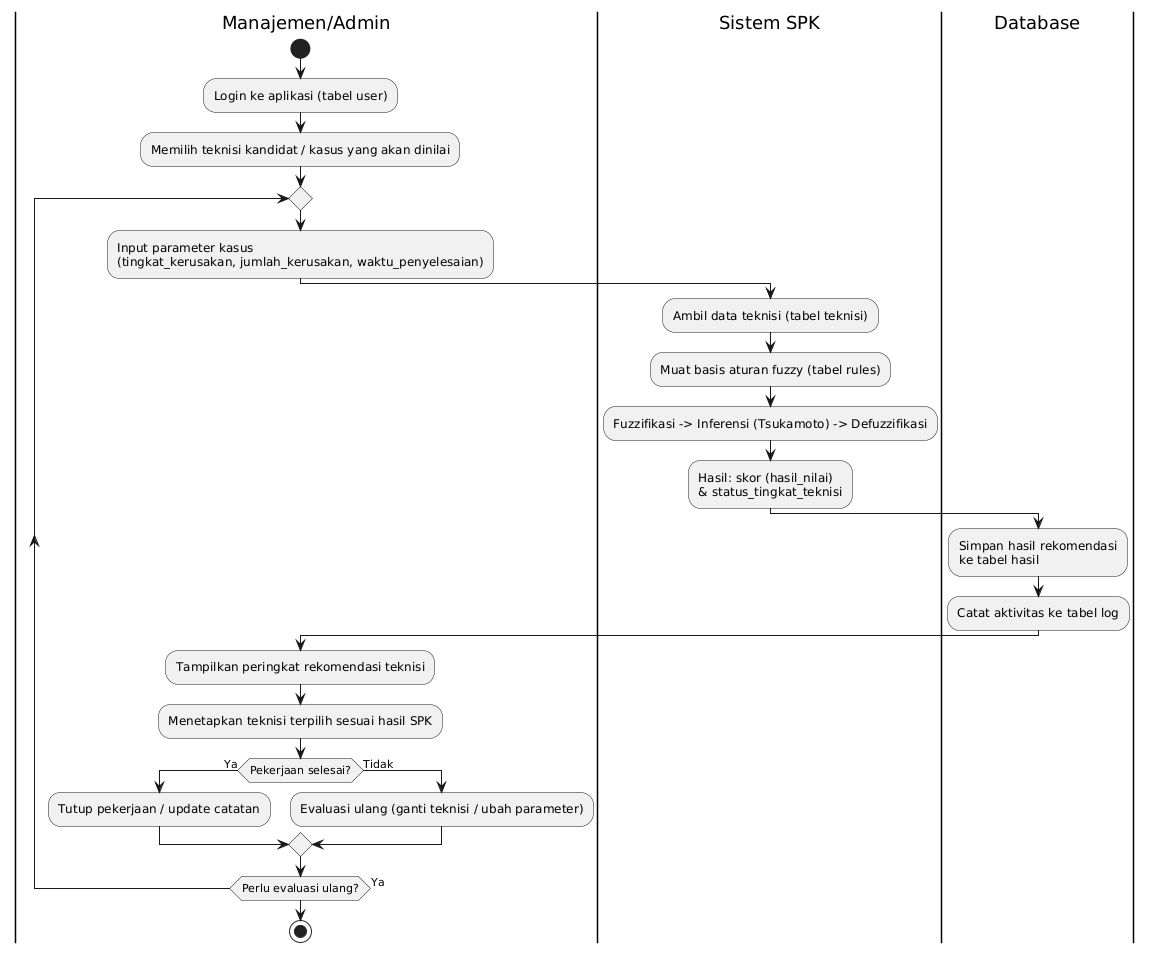 Manajemen/Admin
Sistem SPK
Database
Login ke aplikasi (tabel user)
Memilih teknisi kandidat / kasus yang akan dinilai
Input parameter kasus
(tingkat_kerusakan, jumlah_kerusakan, waktu_penyelesaian)
Ambil data teknisi (tabel teknisi)
Muat basis aturan fuzzy (tabel rules)
Fuzzifikasi -> Inferensi (Tsukamoto) -> Defuzzifikasi
Hasil: skor (hasil_nilai)
& status_tingkat_teknisi
Simpan hasil rekomendasi
ke tabel hasil
Catat aktivitas ke tabel log
Tampilkan peringkat rekomendasi teknisi
Menetapkan teknisi terpilih sesuai hasil SPK
Ya
Pekerjaan selesai?
Tidak
Tutup pekerjaan / update catatan
Evaluasi ulang (ganti teknisi / ubah parameter)
Perlu evaluasi ulang?
Ya